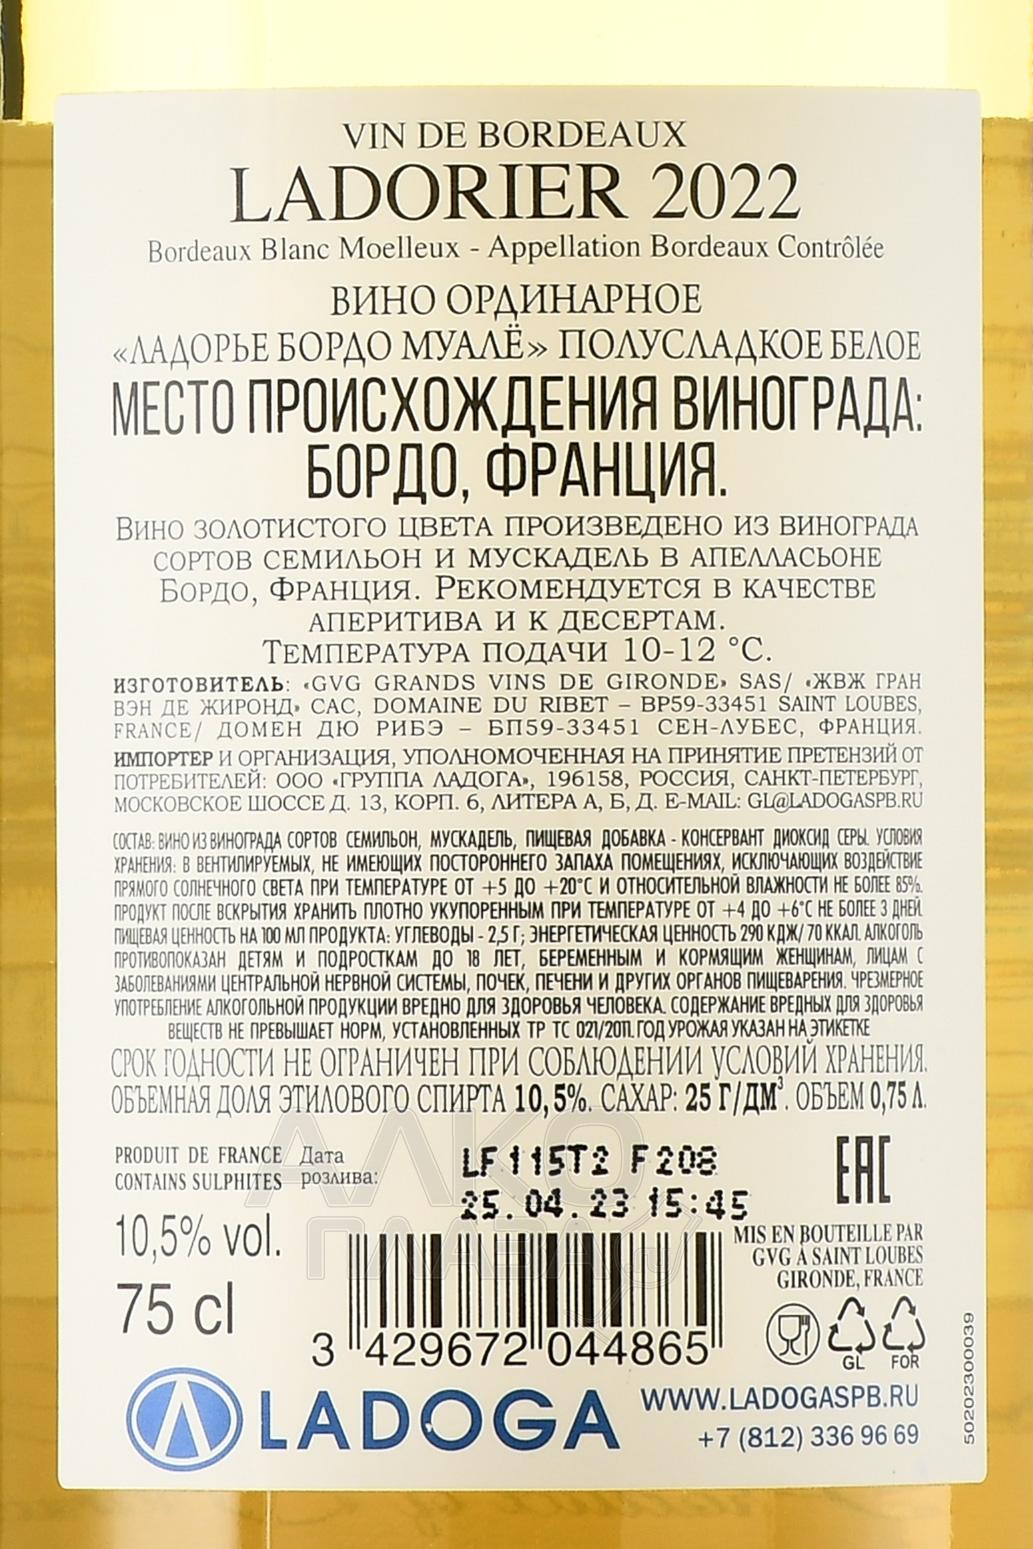 VIN DE BORDEAUX
LADORIER 2022
Bordeaux Blanc Moelleux - Appellation Bordeaux Contrôlée
ВИНО ОРДИНАРНОЕ
«ЛАДОРЬЕ БОРДО МУАЛЁ» ПОЛУСЛАДКОЕ БЕЛОЕ
МЕСТО ПРОИСХОЖДЕНИЯ ВИНОГРАДА:
БОРДО, ФРАНЦИЯ.
ВИНО ЗОЛОТИСТОГО ЦВЕТА ПРОИЗВЕДЕНО ИЗ ВИНОГРАДА
СОРТОВ СЕМИЛЬОН И МУСКАДЕЛЬ В АПЕЛЛАСЬОНЕ
БОРДО, ФРАНЦИЯ. РЕКОМЕНДУЕТСЯ В КАЧЕСТВЕ
АПЕРИТИВА И К ДЕСЕРТАМ.
ТЕМПЕРАТУРА ПОДАЧИ 10-12 °С.
ИЗГОТОВИТЕЛЬ: «GVG GRANDS VINS DE GIRONDE» SAS/ «ЖВЖ ГРАН
ВЭН ДЕ ЖИРОНД» САС, DOMAINE DU RIBET – BP59-33451 SAINT LOUBES,
FRANCE/ ДОМЕН ДЮ РИБЭ – БП59-33451 СЕН-ЛУБЕС, ФРАНЦИЯ.
ИМПОРТЕР И ОРГАНИЗАЦИЯ, УПОЛНОМОЧЕННАЯ НА ПРИНЯТИЕ ПРЕТЕНЗИЙ ОТ
ПОТРЕБИТЕЛЕЙ: ООО «ГРУППА ЛАДОГА», 196158, РОССИЯ, САНКТ-ПЕТЕРБУРГ,
МОСКОВСКОЕ ШОССЕ Д. 13, КОРП. 6, ЛИТЕРА А, Б, Д. E-MAIL: GL@LADOGASPB.RU
СОСТАВ: ВИНО ИЗ ВИНОГРАДА СОРТОВ СЕМИЛЬОН, МУСКАДЕЛЬ, ПИЩЕВАЯ ДОБАВКА - КОНСЕРВАНТ ДИОКСИД СЕРЫ. УСЛОВИЯ
ХРАНЕНИЯ: В ВЕНТИЛИРУЕМЫХ, НЕ ИМЕЮЩИХ ПОСТОРОННЕГО ЗАПАХА ПОМЕЩЕНИЯХ, ИСКЛЮЧАЮЩИХ ВОЗДЕЙСТВИЕ
ПРЯМОГО СОЛНЕЧНОГО СВЕТА ПРИ ТЕМПЕРАТУРЕ ОТ +5 ДО +20°С И ОТНОСИТЕЛЬНОЙ ВЛАЖНОСТИ НЕ БОЛЕЕ 85%.
ПРОДУКТ ПОСЛЕ ВСКРЫТИЯ ХРАНИТЬ ПЛОТНО УКУПОРЕННЫМ ПРИ ТЕМПЕРАТУРЕ ОТ +4 ДО +6°С НЕ БОЛЕЕ 3 ДНЕЙ.
ПИЩЕВАЯ ЦЕННОСТЬ НА 100 МЛ ПРОДУКТА: УГЛЕВОДЫ - 2,5 Г; ЭНЕРГЕТИЧЕСКАЯ ЦЕННОСТЬ 290 КДЖ/ 70 ККАЛ. АЛКОГОЛЬ
ПРОТИВОПОКАЗАН ДЕТЯМ И ПОДРОСТКАМ ДО 18 ЛЕТ, БЕРЕМЕННЫМ И КОРМЯЩИМ ЖЕНЩИНАМ, ЛИЦАМ С
ЗАБОЛЕВАНИЯМИ ЦЕНТРАЛЬНОЙ НЕРВНОЙ СИСТЕМЫ, ПОЧЕК, ПЕЧЕНИ И ДРУГИХ ОРГАНОВ ПИЩЕВАРЕНИЯ. ЧРЕЗМЕРНОЕ
УПОТРЕБЛЕНИЕ АЛКОГОЛЬНОЙ ПРОДУКЦИИ ВРЕДНО ДЛЯ ЗДОРОВЬЯ ЧЕЛОВЕКА. СОДЕРЖАНИЕ ВРЕДНЫХ ДЛЯ ЗДОРОВЬЯ
ВЕЩЕСТВ НЕ ПРЕВЫШАЕТ НОРМ, УСТАНОВЛЕННЫХ ТР ТС 021/2011. ГОД УРОЖАЯ УКАЗАН НА ЭТИКЕТКЕ
СРОК ГОДНОСТИ НЕ ОГРАНИЧЕН ПРИ СОБЛЮДЕНИИ УСЛОВИЙ ХРАНЕНИЯ.
ОБЪЕМНАЯ ДОЛЯ ЭТИЛОВОГО СПИРТА 10,5%. САХАР: 25 Г/ДМ³. ОБЪЕМ 0,75 Л.
PRODUIT DE FRANCE
CONTAINS SULPHITES
Дата
розлива:
LF115T2 F208
25.04.23 15:45
EAC
10,5% vol.
75 cl
MIS EN BOUTEILLE PAR
GVG À SAINT LOUBES
GIRONDE, FRANCE
GL FOR
3 429672 044865
502023000039
LADOGA
WWW.LADOGASPB.RU
+7 (812) 336 96 69
АЛКО
ПЛАЗА.ru